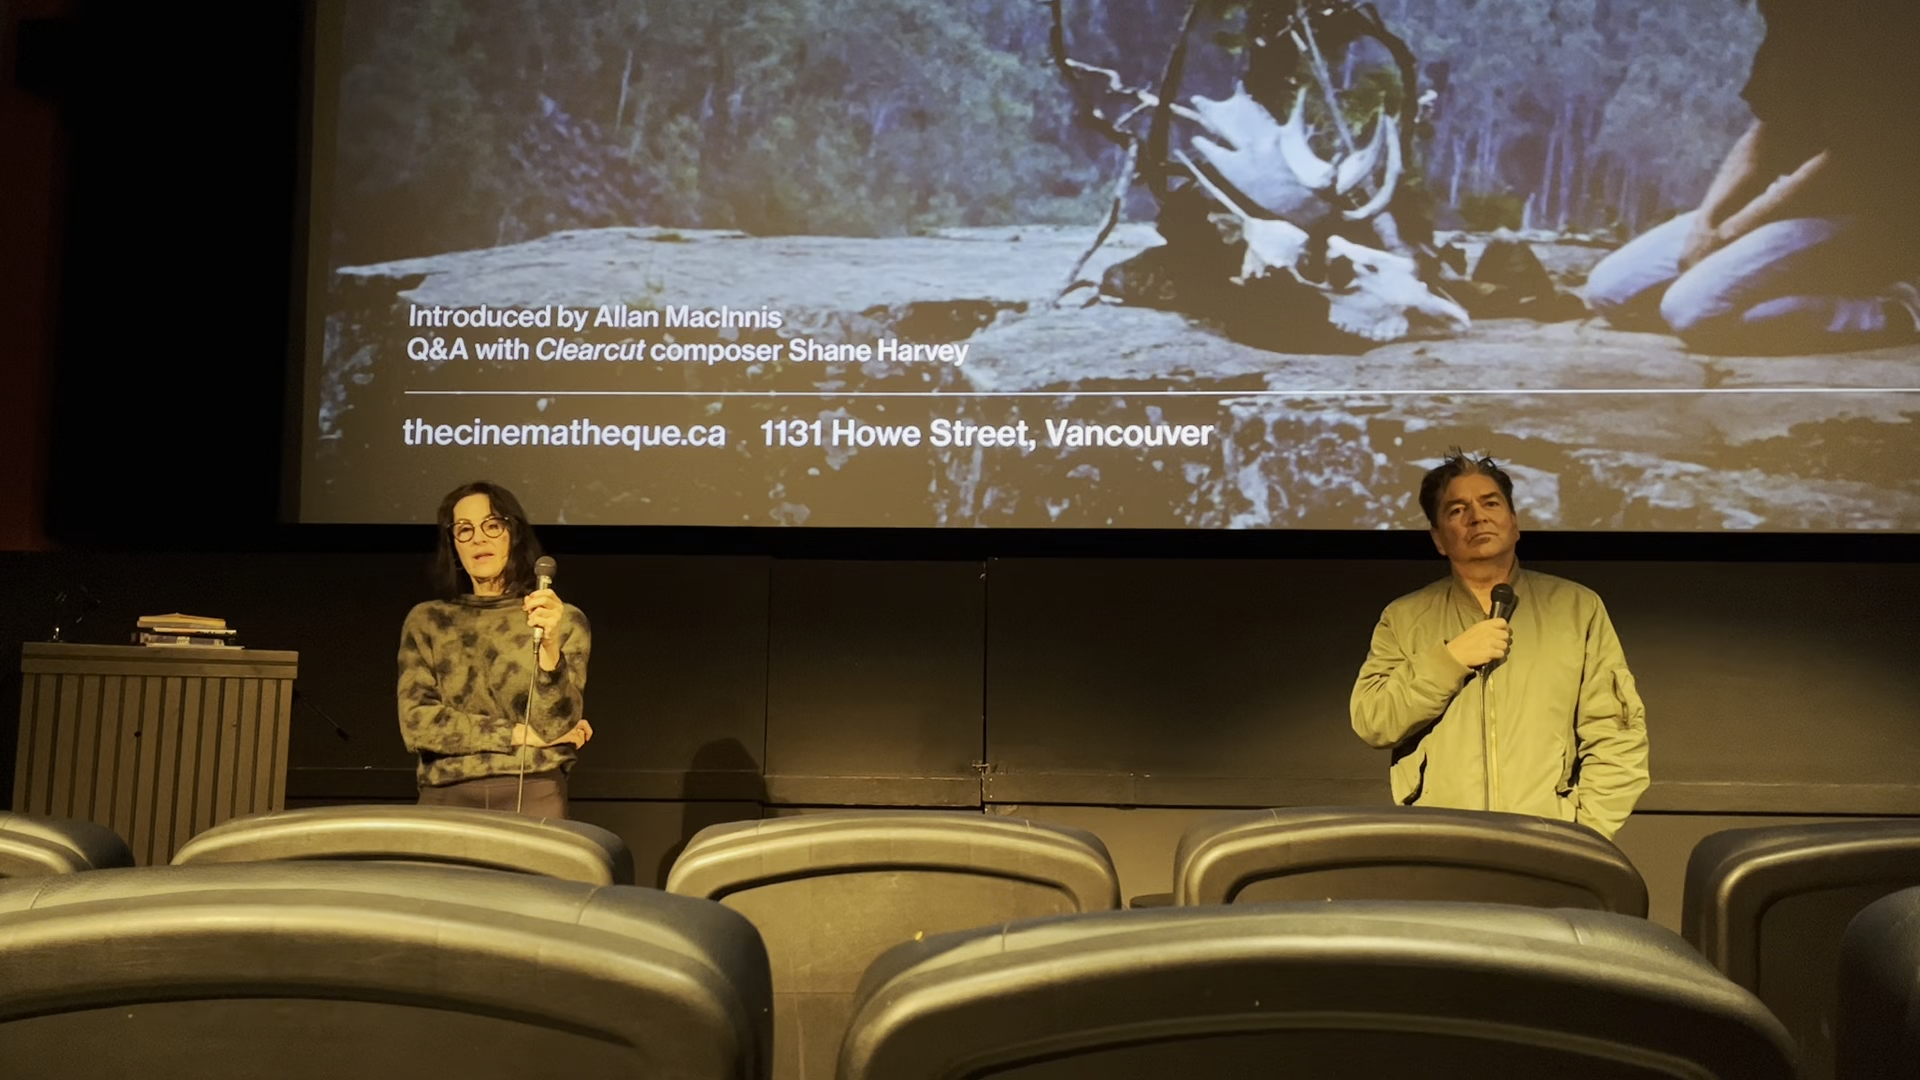 Introduced by Allan MacInnis
Q&A with Clearcut composer Shane Harvey
thecinematheque.ca 1131 Howe Street, Vancouver